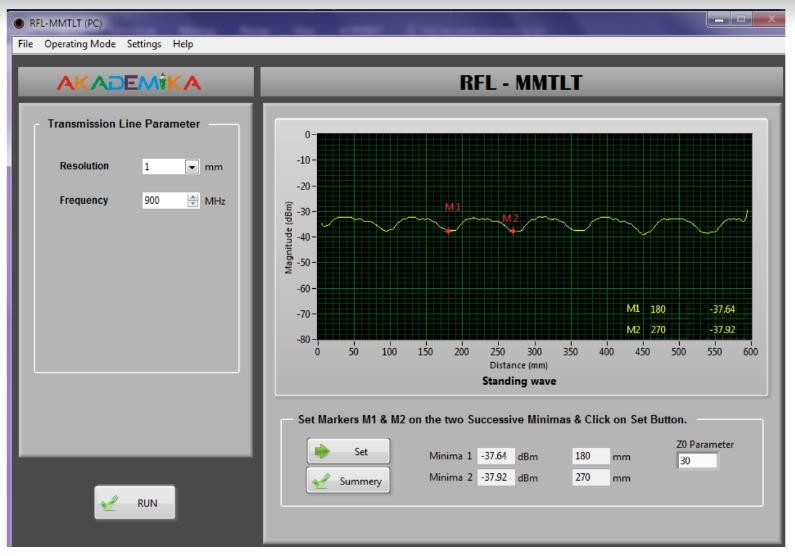 RFL-MMTLT (PC)
File Operating Mode Settings Help
AKADEMIKA
RFL - MMTLT
Transmission Line Parameter
Resolution 1 mm
Frequency 900 MHz
RUN
Magnitude (dBm)
0
-10
-20
-30
-40
-50
-60
-70
-80
M1
M2
M1 180 -37.64
M2 270 -37.92
0 50 100 150 200 250 300 350 400 450 500 550 600
Distance (mm)
Standing wave
Set Markers M1 & M2 on the two Successive Minimas & Click on Set Button.
Set
Summery
Minima 1 -37.64 dBm 180 mm
Minima 2 -37.92 dBm 270 mm
Z0 Parameter
30